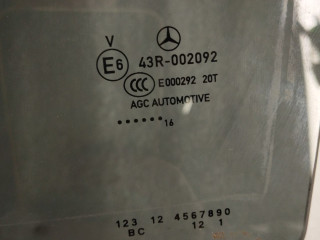 V
E6 43R-002092
CCC E000292 20T
AGC AUTOMOTIVE
•••••• 16
123 12 4567890
BC 12 1